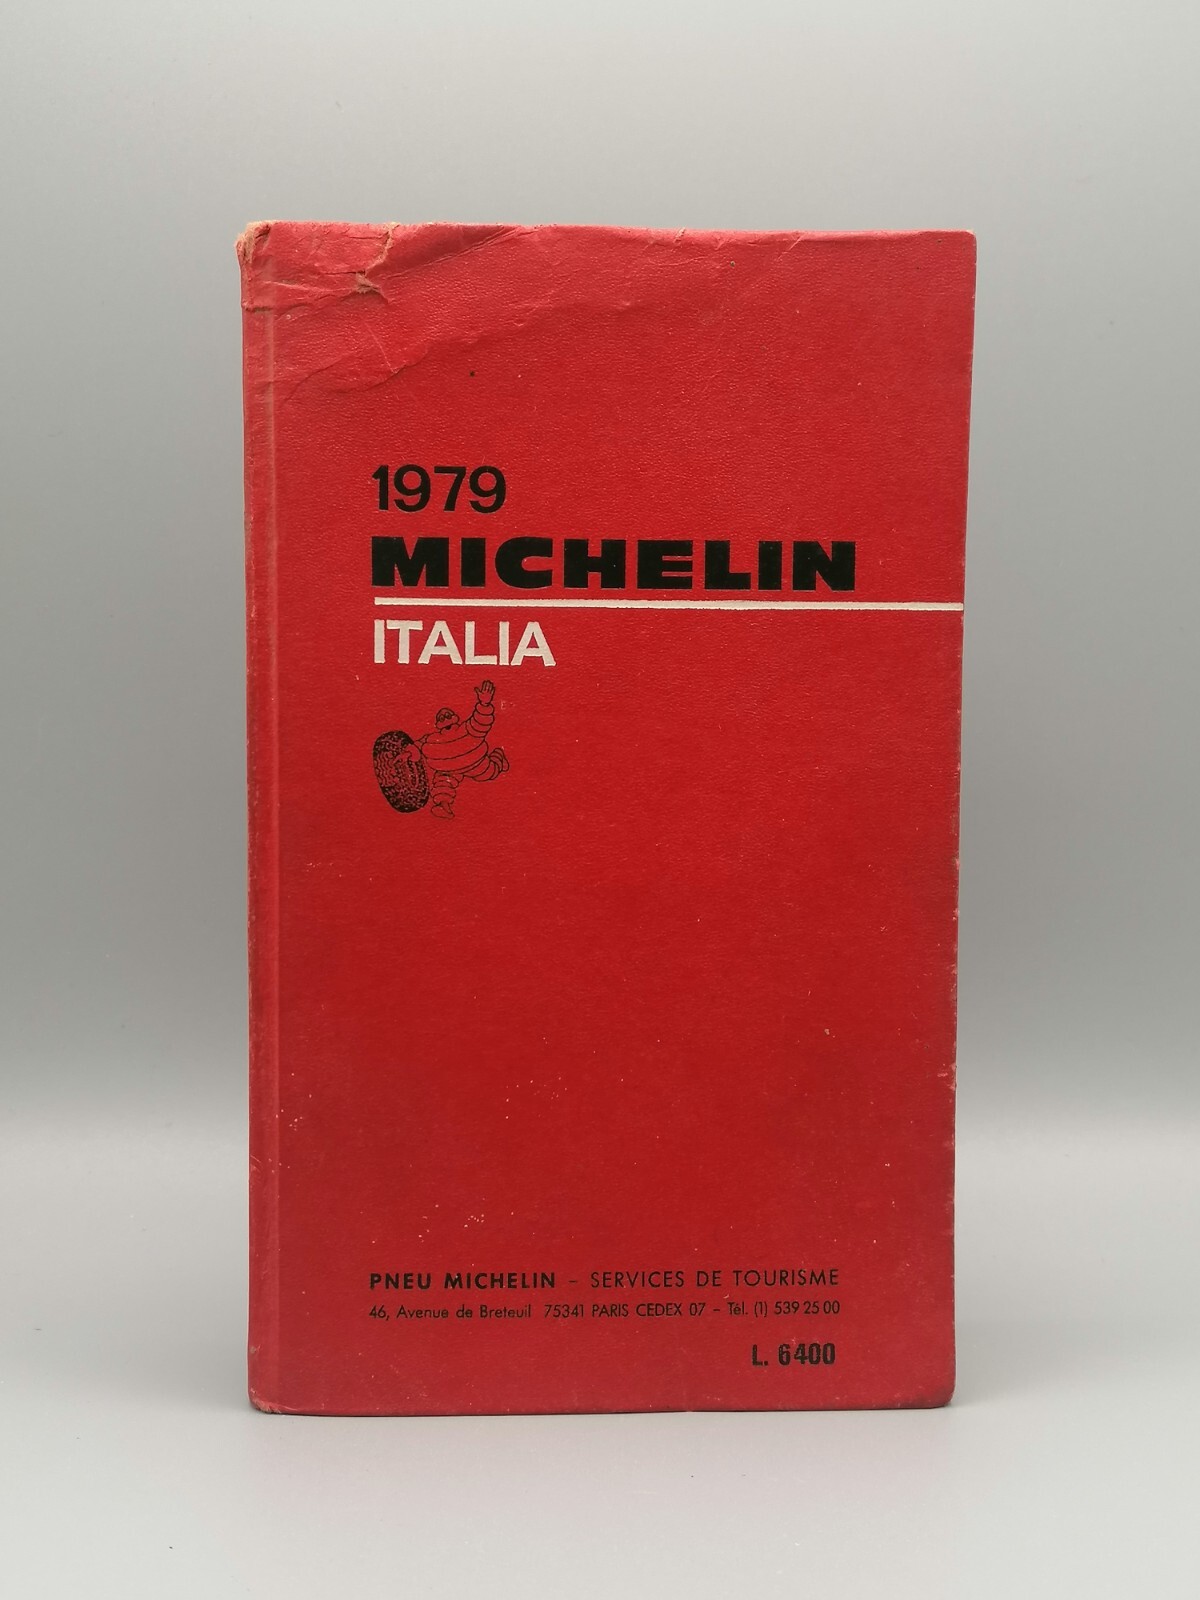 1979
MICHELIN
ITALIA
PNEU MICHELIN – SERVICES DE TOURISME
46, Avenue de Breteuil 75341 PARIS CEDEX 07 – Tél. (1) 539 25 00
L. 6400